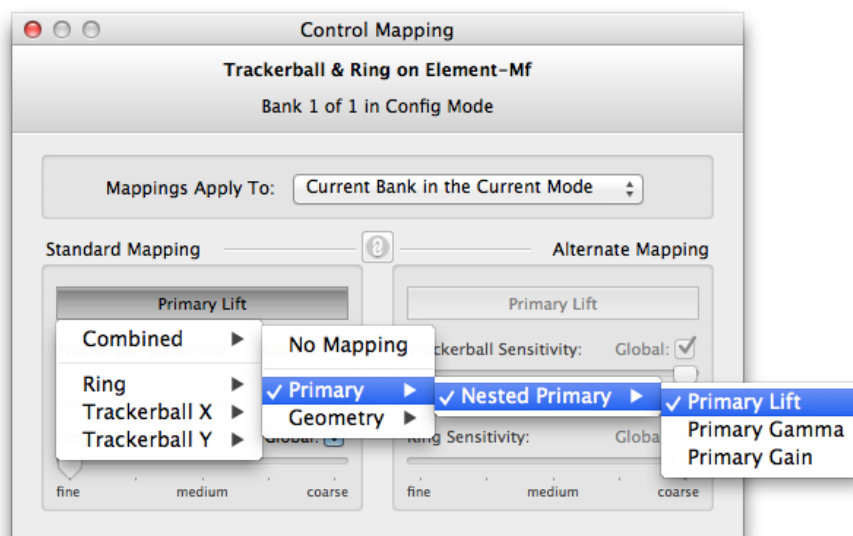 Control Mapping
Trackerball & Ring on Element-Mf
Bank 1 of 1 in Config Mode
Mappings Apply To: Current Bank in the Current Mode
Standard Mapping Alternate Mapping
Primary Lift Primary Lift
Combined
No Mapping
Trackerball Sensitivity: Global:
Ring
Primary
Nested Primary
Primary Lift
Trackerball X
Geometry
Primary Gamma
Trackerball Y
Global:
Ring Sensitivity: Global
Primary Gain
fine medium coarse fine medium coarse